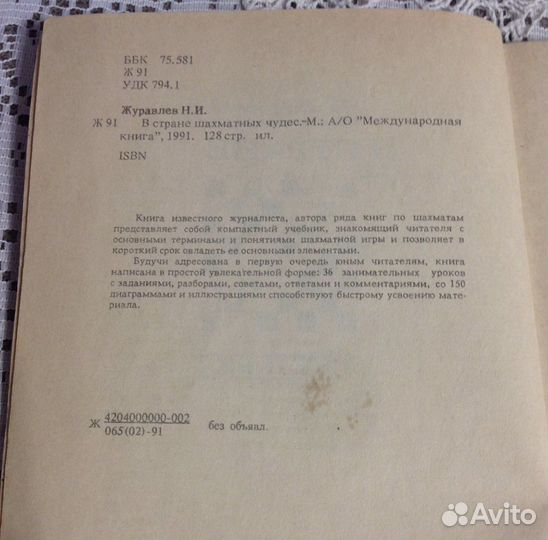 ББК 75.581
Ж 91
УДК 794.1
Журавлев Н.И.
Ж 91 В стране шахматных чудес.-М.: А/О "Международная
книга", 1991. 128 стр. ил.
ISBN
Книга известного журналиста, автора ряда книг по шахматам
представляет собой компактный учебник, знакомящий читателя с
основными терминами и понятиями шахматной игры и позволяет в
короткий срок овладеть ее основными элементами.
Будучи адресована в первую очередь юным читателям, книга
написана в простой увлекательной форме: 36 занимательных уроков
с заданиями, разборами, советами, ответами и комментариями, со 150
диаграммами и иллюстрациями способствуют быстрому усвоению мате-
риала.
Ж 4204000000-002
065(02)-91 без объявл.
Avito